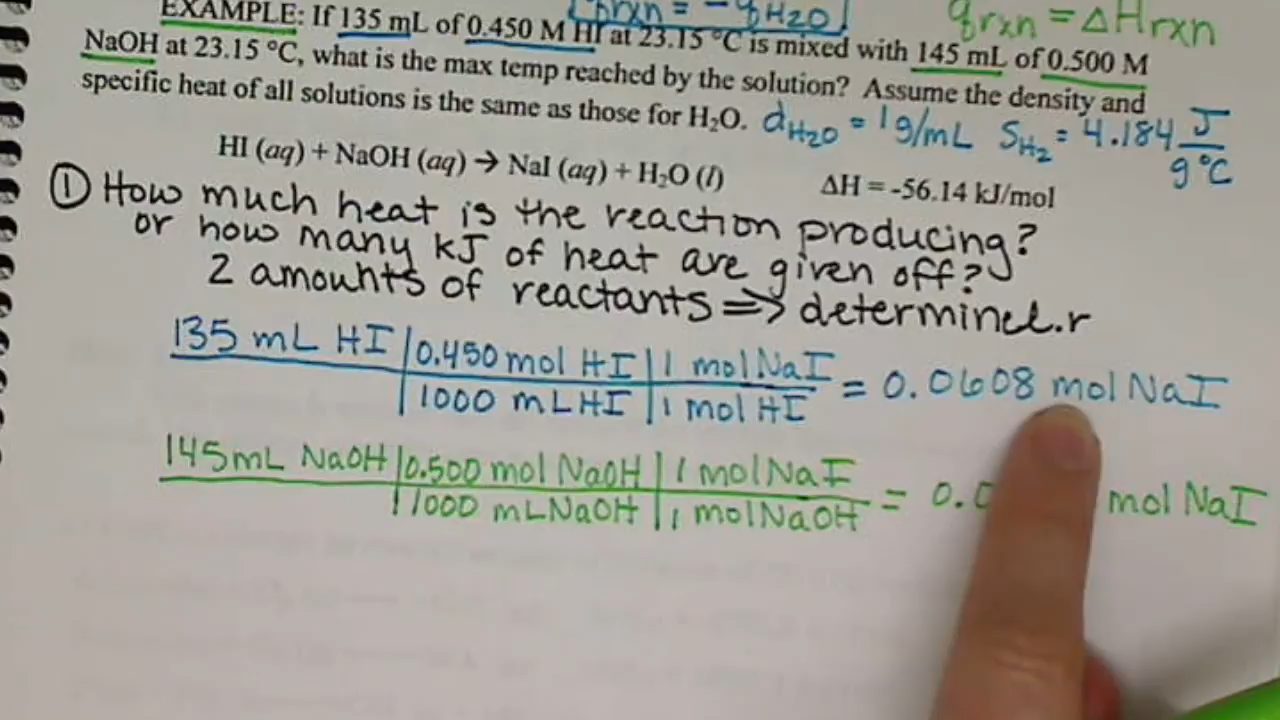 qrxn = -qH2O
qrxn = ΔHrxn
EXAMPLE: If 135 mL of 0.450 M HI at 23.15 °C is mixed with 145 mL of 0.500 M
NaOH at 23.15 °C, what is the max temp reached by the solution? Assume the density and
specific heat of all solutions is the same as those for H₂O. dH2O = 1g/mL SH2 = 4.184 J/g°C
HI (aq) + NaOH (aq) → NaI (aq) + H₂O (l) ΔH = -56.14 kJ/mol
① How much heat is the reaction producing?
or how many kJ of heat are given off?
2 amounts of reactants ⇒ determine l.r
135 mL HI | 0.450 mol HI | 1 mol NaI = 0.0608 mol NaI
1000 mL HI | 1 mol HI
145mL NaOH | 0.500 mol NaOH | 1 mol NaI = 0.0 mol NaI
1000 mL NaOH | 1 mol NaOH